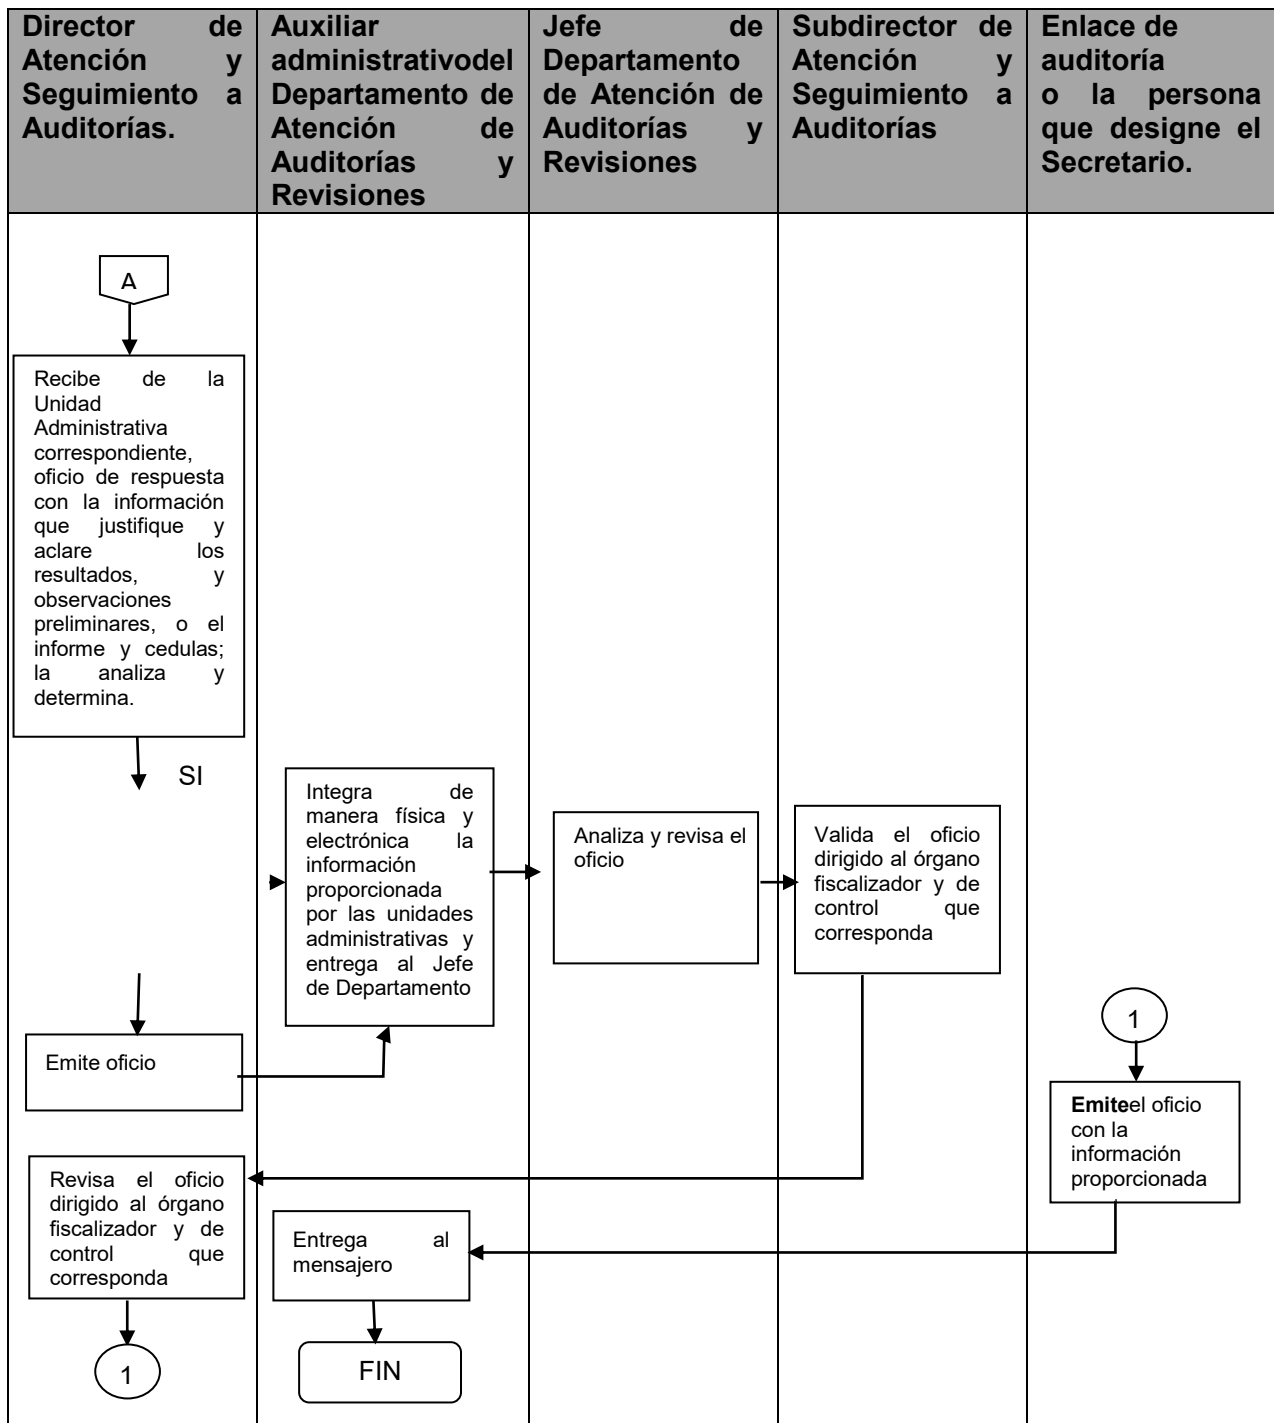 Director de
Atención y
Seguimiento a
Auditorías.
Auxiliar
administrativodel
Departamento de
Atención de
Auditorías y
Revisiones
Jefe de
Departamento
de Atención de
Auditorías y
Revisiones
Subdirector de
Atención y
Seguimiento a
Auditorías
Enlace de
auditoría
o la persona
que designe el
Secretario.
A
Recibe de la
Unidad
Administrativa
correspondiente,
oficio de respuesta
con la información
que justifique y
aclare los
resultados, y
observaciones
preliminares, o el
informe y cedulas;
la analiza y
determina.
SI
Integra de
manera física y
electrónica la
información
proporcionada
por las unidades
administrativas y
entrega al Jefe
de Departamento
Analiza y revisa el
oficio
Valida el oficio
dirigido al órgano
fiscalizador y de
control que
corresponda
Emite oficio
1
Emiteel oficio
con la
información
proporcionada
Revisa el oficio
dirigido al órgano
fiscalizador y de
control que
corresponda
Entrega al
mensajero
1
FIN